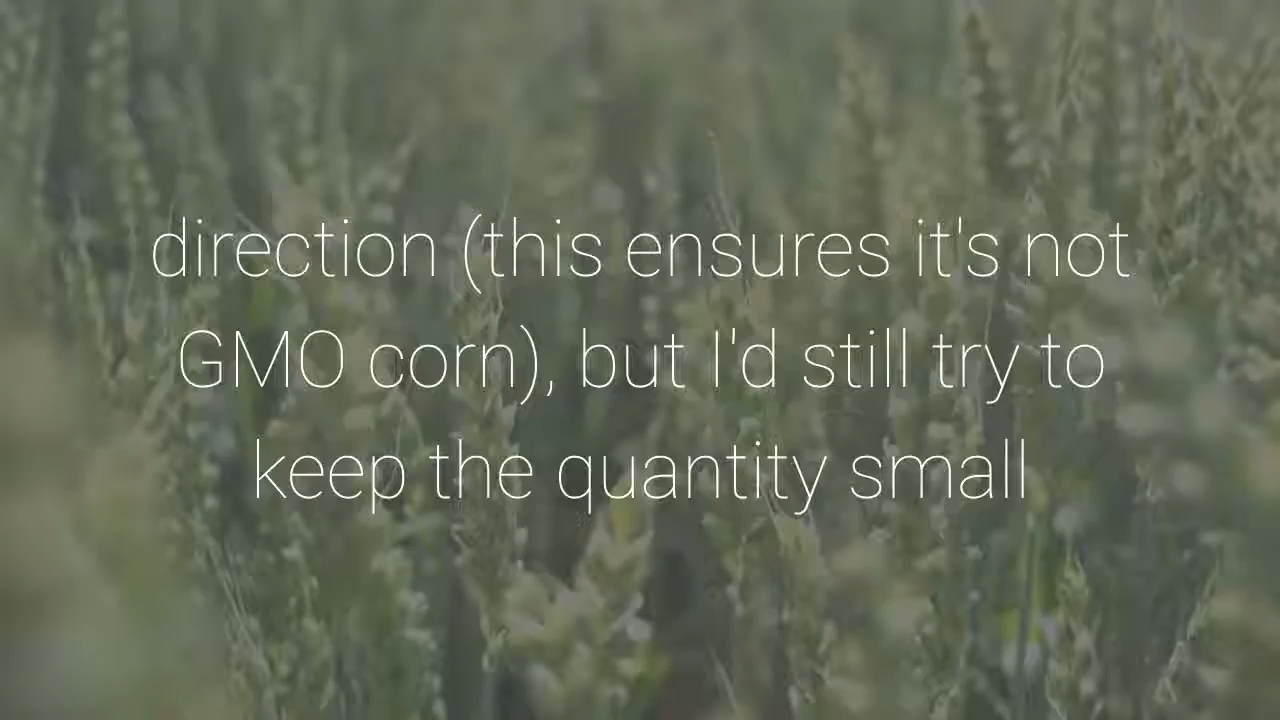 direction (this ensures it's not
GMO corn), but I'd still try to
keep the quantity small